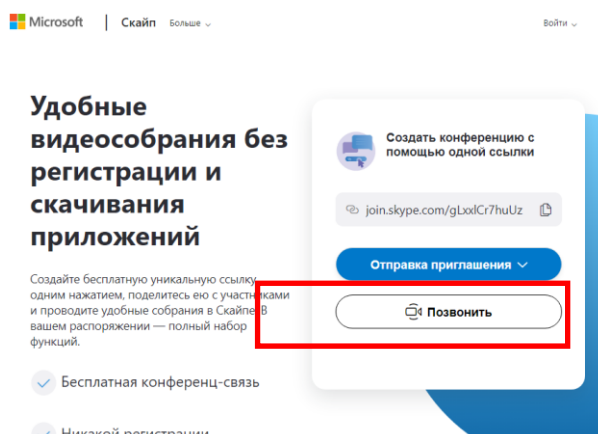 Microsoft
Скайп
Больше
Войти
Удобные
видеособрания без
регистрации и
скачивания
приложений
Создайте бесплатную уникальную ссылку
одним нажатием, поделитесь ею с участниками
и проводите удобные собрания в Скайпе. В
вашем распоряжении — полный набор
функций.
Бесплатная конференц-связь
Никакой регистрации
Создать конференцию с
помощью одной ссылки
join.skype.com/gLxxlCr7huUz
Отправка приглашения
Позвонить